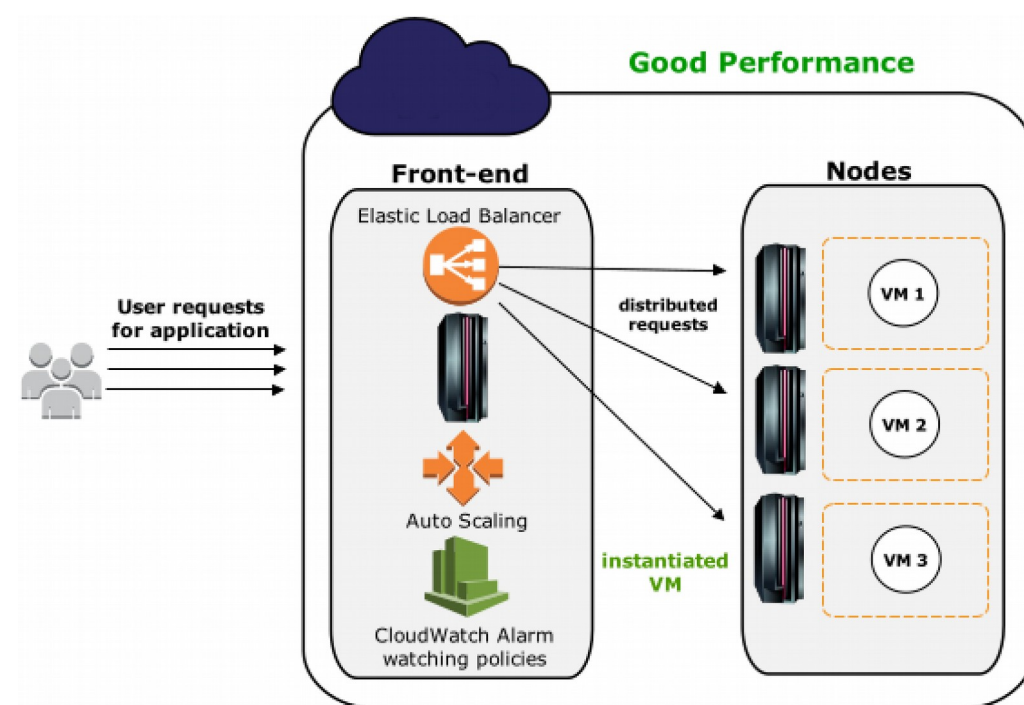 Good Performance
Front-end
Nodes
Elastic Load Balancer
User requests
for application
distributed
requests
VM 1
VM 2
Auto Scaling
instantiated
VM
VM 3
CloudWatch Alarm
watching policies